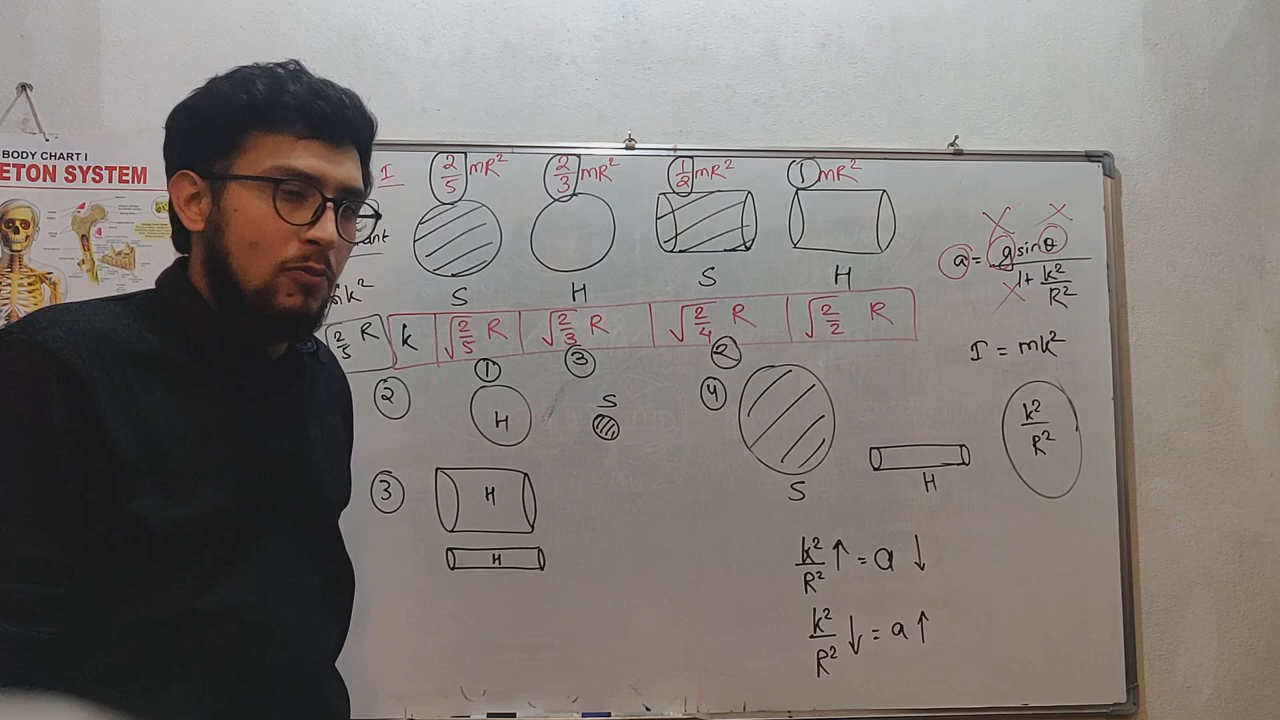 BODY CHART I
ETON SYSTEM
I
2/5 mR²
2/3 mR²
1/2 mR²
1 mR²
S
H
S
H
a = g sin θ / 1 + k²/R²
k²
2/5 R
k
√2/5 R
√2/3 R
√2/4 R
√2/2 R
I = mk²
1
3
2
2
H
S
4
S
H
k²/R²
3
H
H
k²/R² ↑ = a ↓
k²/R² ↓ = a ↑